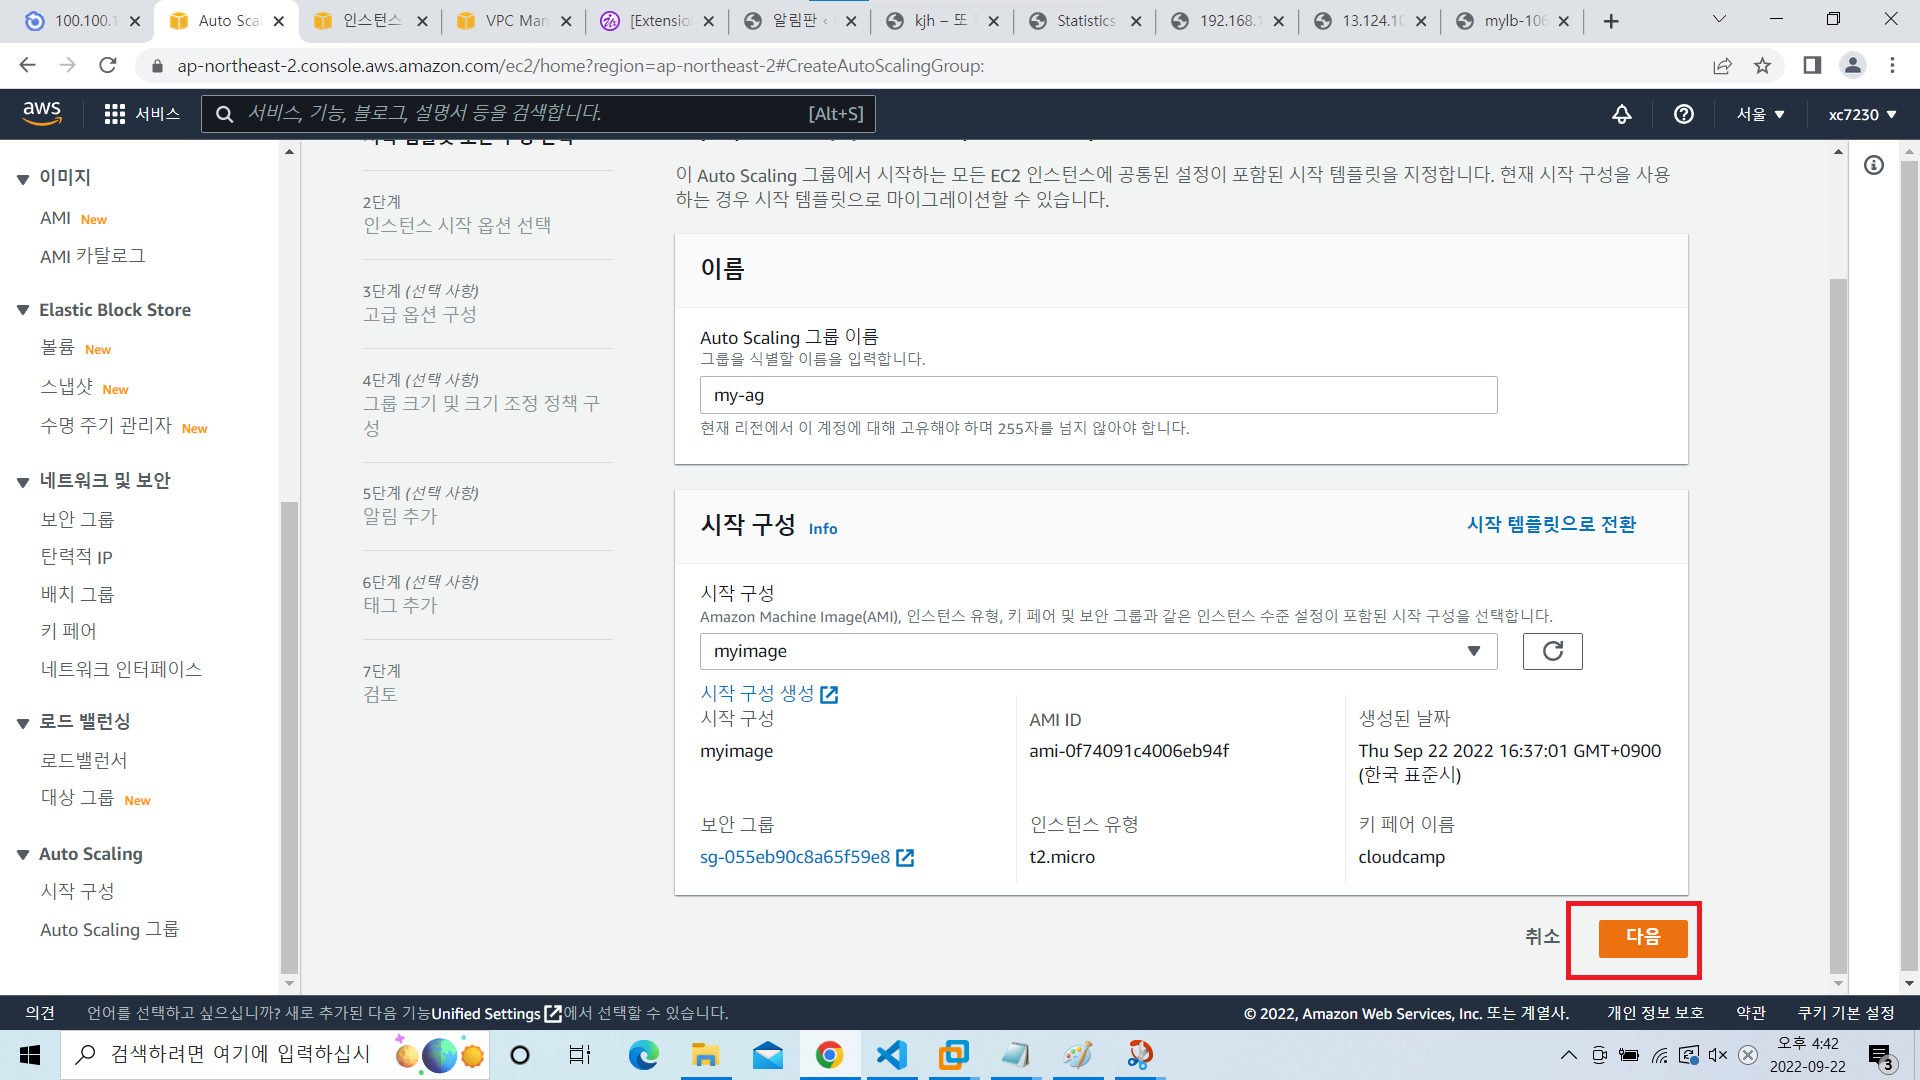 100.100.1
Auto Scal
인스턴스
VPC Man
[Extensio
알림판 ‹
kjh – 또
Statistics
192.168.1
13.124.10
mylb-106
ap-northeast-2.console.aws.amazon.com/ec2/home?region=ap-northeast-2#CreateAutoScalingGroup:
aws
서비스
서비스, 기능, 블로그, 설명서 등을 검색합니다.
[Alt+S]
서울
xc7230
이미지
AMI New
AMI 카탈로그
Elastic Block Store
볼륨 New
스냅샷 New
수명 주기 관리자 New
네트워크 및 보안
보안 그룹
탄력적 IP
배치 그룹
키 페어
네트워크 인터페이스
로드 밸런싱
로드밸런서
대상 그룹 New
Auto Scaling
시작 구성
Auto Scaling 그룹
2단계
인스턴스 시작 옵션 선택
3단계 (선택 사항)
고급 옵션 구성
4단계 (선택 사항)
그룹 크기 및 크기 조정 정책 구
성
5단계 (선택 사항)
알림 추가
6단계 (선택 사항)
태그 추가
7단계
검토
이 Auto Scaling 그룹에서 시작하는 모든 EC2 인스턴스에 공통된 설정이 포함된 시작 템플릿을 지정합니다. 현재 시작 구성을 사용
하는 경우 시작 템플릿으로 마이그레이션할 수 있습니다.
이름
Auto Scaling 그룹 이름
그룹을 식별할 이름을 입력합니다.
my-ag
현재 리전에서 이 계정에 대해 고유해야 하며 255자를 넘지 않아야 합니다.
시작 구성 Info
시작 템플릿으로 전환
시작 구성
Amazon Machine Image(AMI), 인스턴스 유형, 키 페어 및 보안 그룹과 같은 인스턴스 수준 설정이 포함된 시작 구성을 선택합니다.
myimage
시작 구성 생성
시작 구성
myimage
AMI ID
ami-0f74091c4006eb94f
생성된 날짜
Thu Sep 22 2022 16:37:01 GMT+0900
(한국 표준시)
보안 그룹
sg-055eb90c8a65f59e8
인스턴스 유형
t2.micro
키 페어 이름
cloudcamp
취소
다음
의견
언어를 선택하고 싶으십니까? 새로 추가된 다음 기능Unified Settings에서 선택할 수 있습니다.
© 2022, Amazon Web Services, Inc. 또는 계열사.
개인 정보 보호
약관
쿠키 기본 설정
검색하려면 여기에 입력하십시
오후 4:42
2022-09-22
3